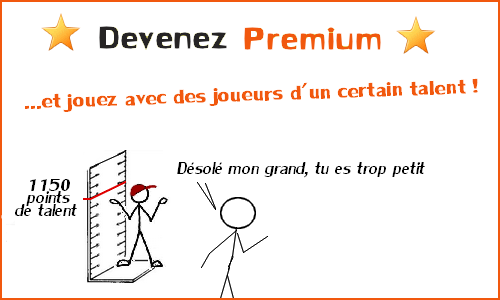 Devenez Premium
...et jouez avec des joueurs d'un certain talent !
Désolé mon grand, tu es trop petit
1150
points
de talent